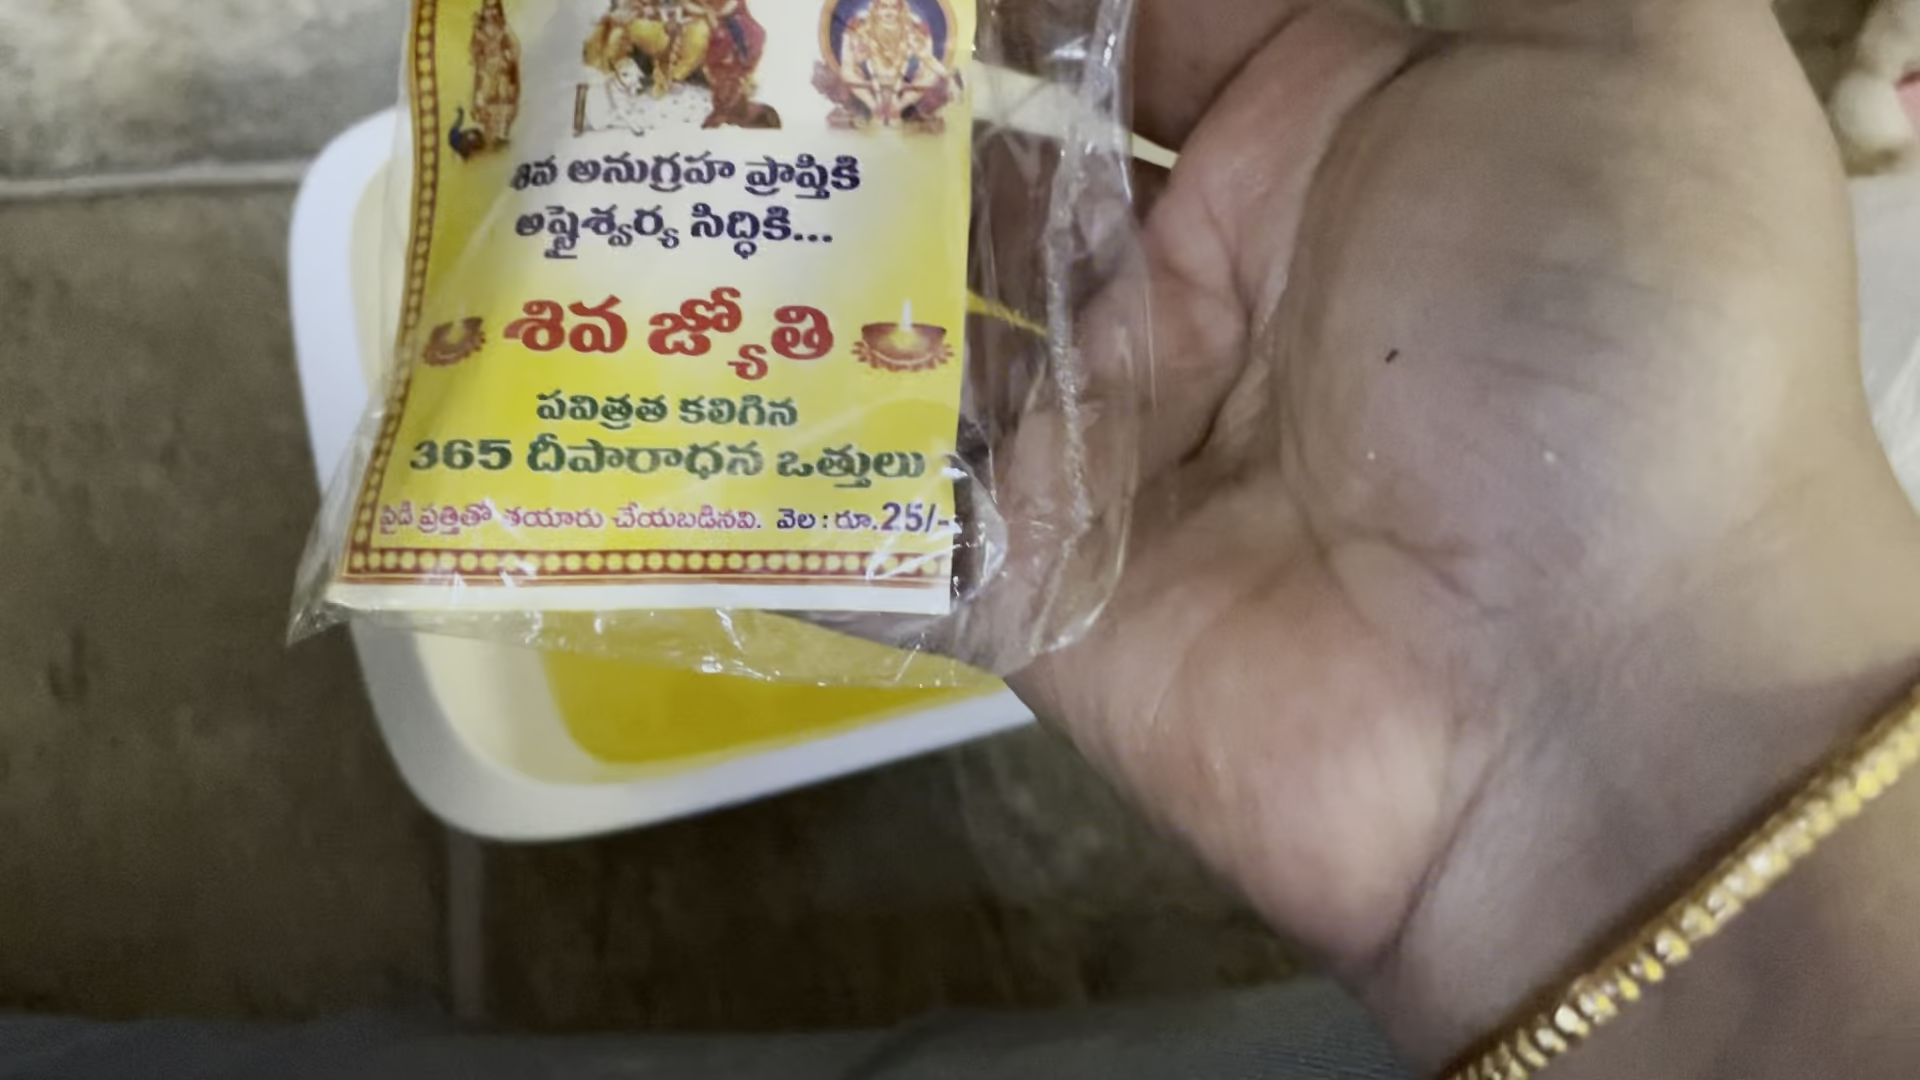 శివ అనుగ్రహ ప్రాప్తికి
అష్టైశ్వర్య సిద్ధికి...
శివ జ్యోతి
పవిత్రత కలిగిన
365 దీపారాధన ఒత్తులు
ప్రత్తితో తయారు చేయబడినవి. వెల : రూ.25/-